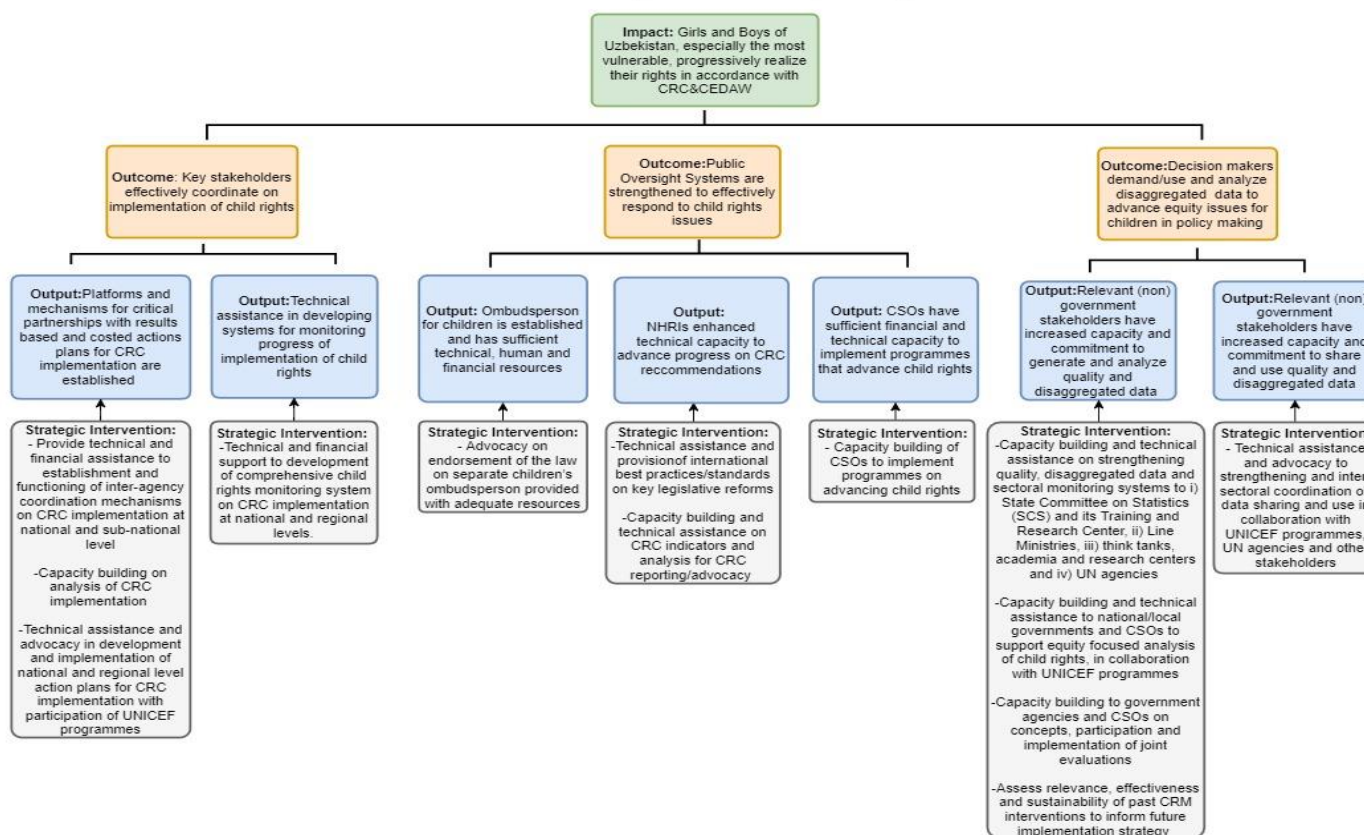 Impact: Girls and Boys of
Uzbekistan, especially the most
vulnerable, progressively realize
their rights in accordance with
CRC&CEDAW
Outcome: Key stakeholders
effectively coordinate on
implementation of child rights
Outcome:Public
Oversight Systems are
strengthened to effectively
respond to child rights
issues
Outcome:Decision makers
demand/use and analyze
disaggregated data to
advance equity issues for
children in policy making
Output:Platforms and
mechanisms for critical
partnerships with results
based and costed actions
plans for CRC
implementation are
established
Output:Technical
assistance in developing
systems for monitoring
progress of
implementation of child
rights
Output: Ombudsperson
for children is established
and has sufficient
technical, human and
financial resources
Output:
NHRIs enhanced
technical capacity to
advance progress on CRC
reccommendations
Output: CSOs have
sufficient financial and
technical capacity to
implement programmes
that advance child rights
Output:Relevant (non)
government
stakeholders have
increased capacity and
commitment to
generate and analyze
quality and
disaggregated data
Output:Relevant (non)
government
stakeholders have
increased capacity and
commitment to share
and use quality and
disaggregated data
Strategic Intervention:
- Provide technical and
financial assistance to
establishment and
functioning of inter-agency
coordination mechanisms
on CRC implementation at
national and sub-national
level
-Capacity building on
analysis of CRC
implementation
-Technical assistance and
advocacy in development
and implementation of
national and regional level
action plans for CRC
implementation with
participation of UNICEF
programmes
Strategic Intervention:
-Technical and financial
support to development
of comprehensive child
rights monitoring system
on CRC implementation
at national and regional
levels.
Strategic Intervention:
- Advocacy on
endorsement of the law
on separate children's
ombudsperson provided
with adequate resources
Strategic Intervention:
-Technical assistance and
provisionof international
best practices/standards
on key legislative reforms
-Capacity building and
technical assistance on
CRC indicators and
analysis for CRC
reporting/advocacy
Strategic Intervention:
- Capacity building of
CSOs to implement
programmes on
advancing child rights
Strategic Intervention:
-Capacity building and technical
assistance on strengthening
quality, disaggregated data and
sectoral monitoring systems to i)
State Committee on Statistics
(SCS) and its Training and
Research Center, ii) Line
Ministries, iii) think tanks,
academia and research centers
and iv) UN agencies
-Capacity building and technical
assistance to national/local
governments and CSOs to
support equity focused analysis
of child rights, in collaboration
with UNICEF programmes
-Capacity building to government
agencies and CSOs on
concepts, participation and
implementation of joint
evaluations
-Assess relevance, effectiveness
and sustainability of past CRM
interventions to inform future
implementation strategy
Strategic Intervention
- Technical assistance
and advocacy to
strengthening and inter
sectoral coordination o
data sharing and use in
collaboration with
UNICEF programmes,
UN agencies and othe
stakeholders